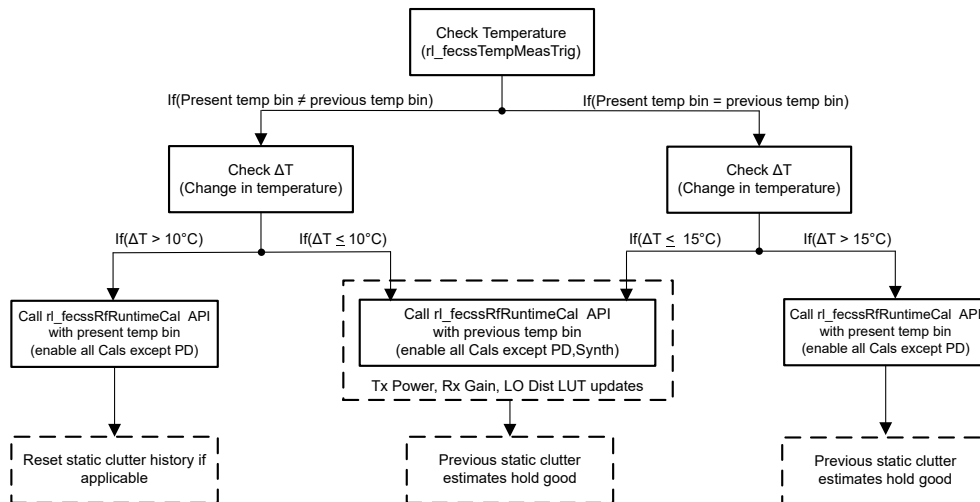 Check Temperature
(rl_fecssTempMeasTrig)
If(Present temp bin ≠ previous temp bin)
If(Present temp bin = previous temp bin)
Check ΔT
(Change in temperature)
Check ΔT
(Change in temperature)
If(ΔT > 10°C)
If(ΔT ≤ 10°C)
If(ΔT ≤ 15°C)
If(ΔT > 15°C)
Call rl_fecssRfRuntimeCal API
with present temp bin
(enable all Cals except PD)
Call rl_fecssRfRuntimeCal API
with previous temp bin
(enable all Cals except PD,Synth)
Call rl_fecssRfRuntimeCal API
with present temp bin
(enable all Cals except PD)
Tx Power, Rx Gain, LO Dist LUT updates
Reset static clutter history if
applicable
Previous static clutter
estimates hold good
Previous static clutter
estimates hold good